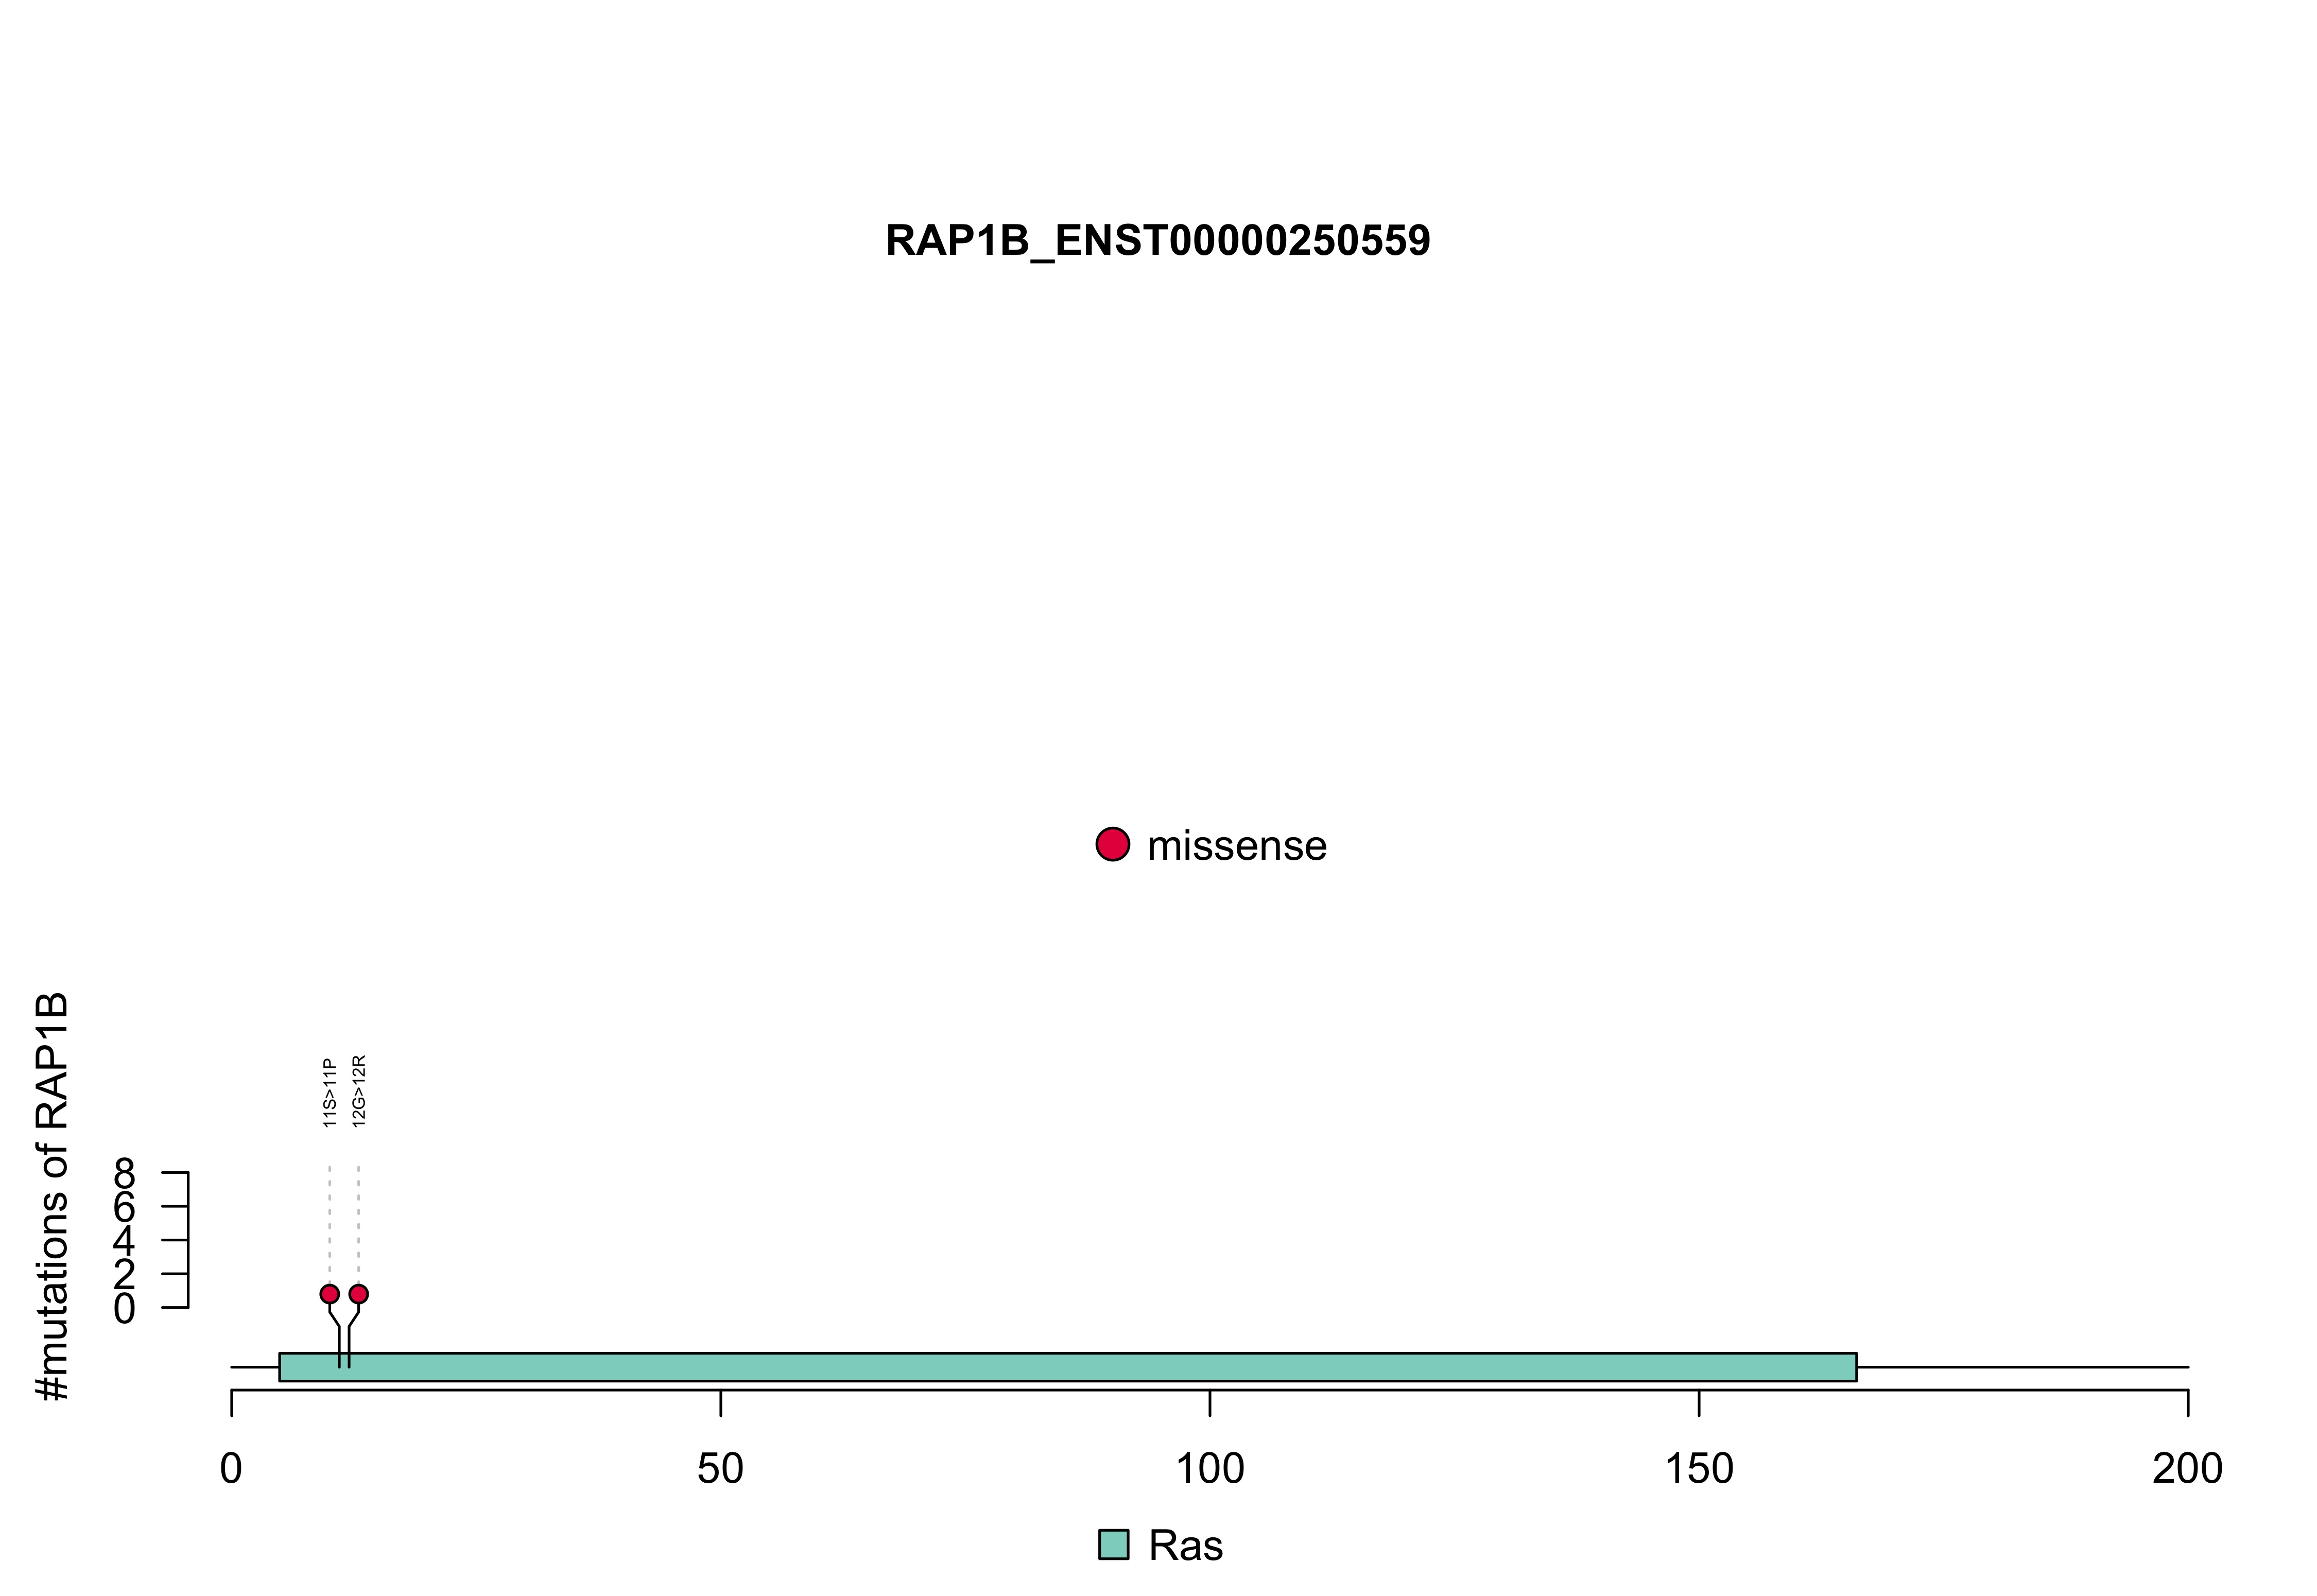 RAP1B_ENST00000250559
missense
#mutations of RAP1B
11S>11P
12G>12R
8
6
4
2
0
0 50 100 150 200
Ras